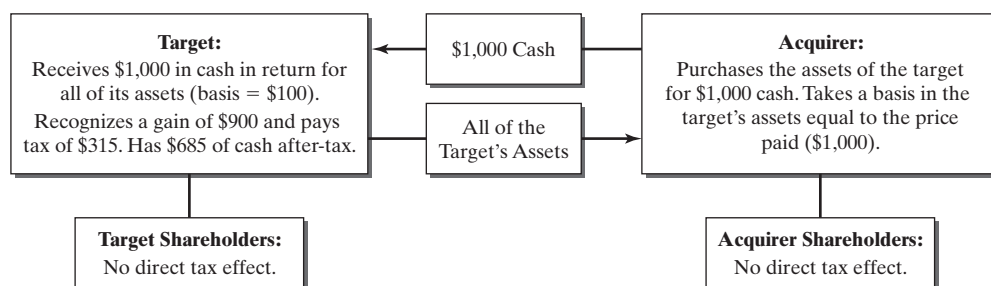 Target:
Receives $1,000 in cash in return for
all of its assets (basis = $100).
Recognizes a gain of $900 and pays
tax of $315. Has $685 of cash after-tax.
$1,000 Cash
All of the
Target's Assets
Acquirer:
Purchases the assets of the target
for $1,000 cash. Takes a basis in the
target's assets equal to the price
paid ($1,000).
Target Shareholders:
No direct tax effect.
Acquirer Shareholders:
No direct tax effect.